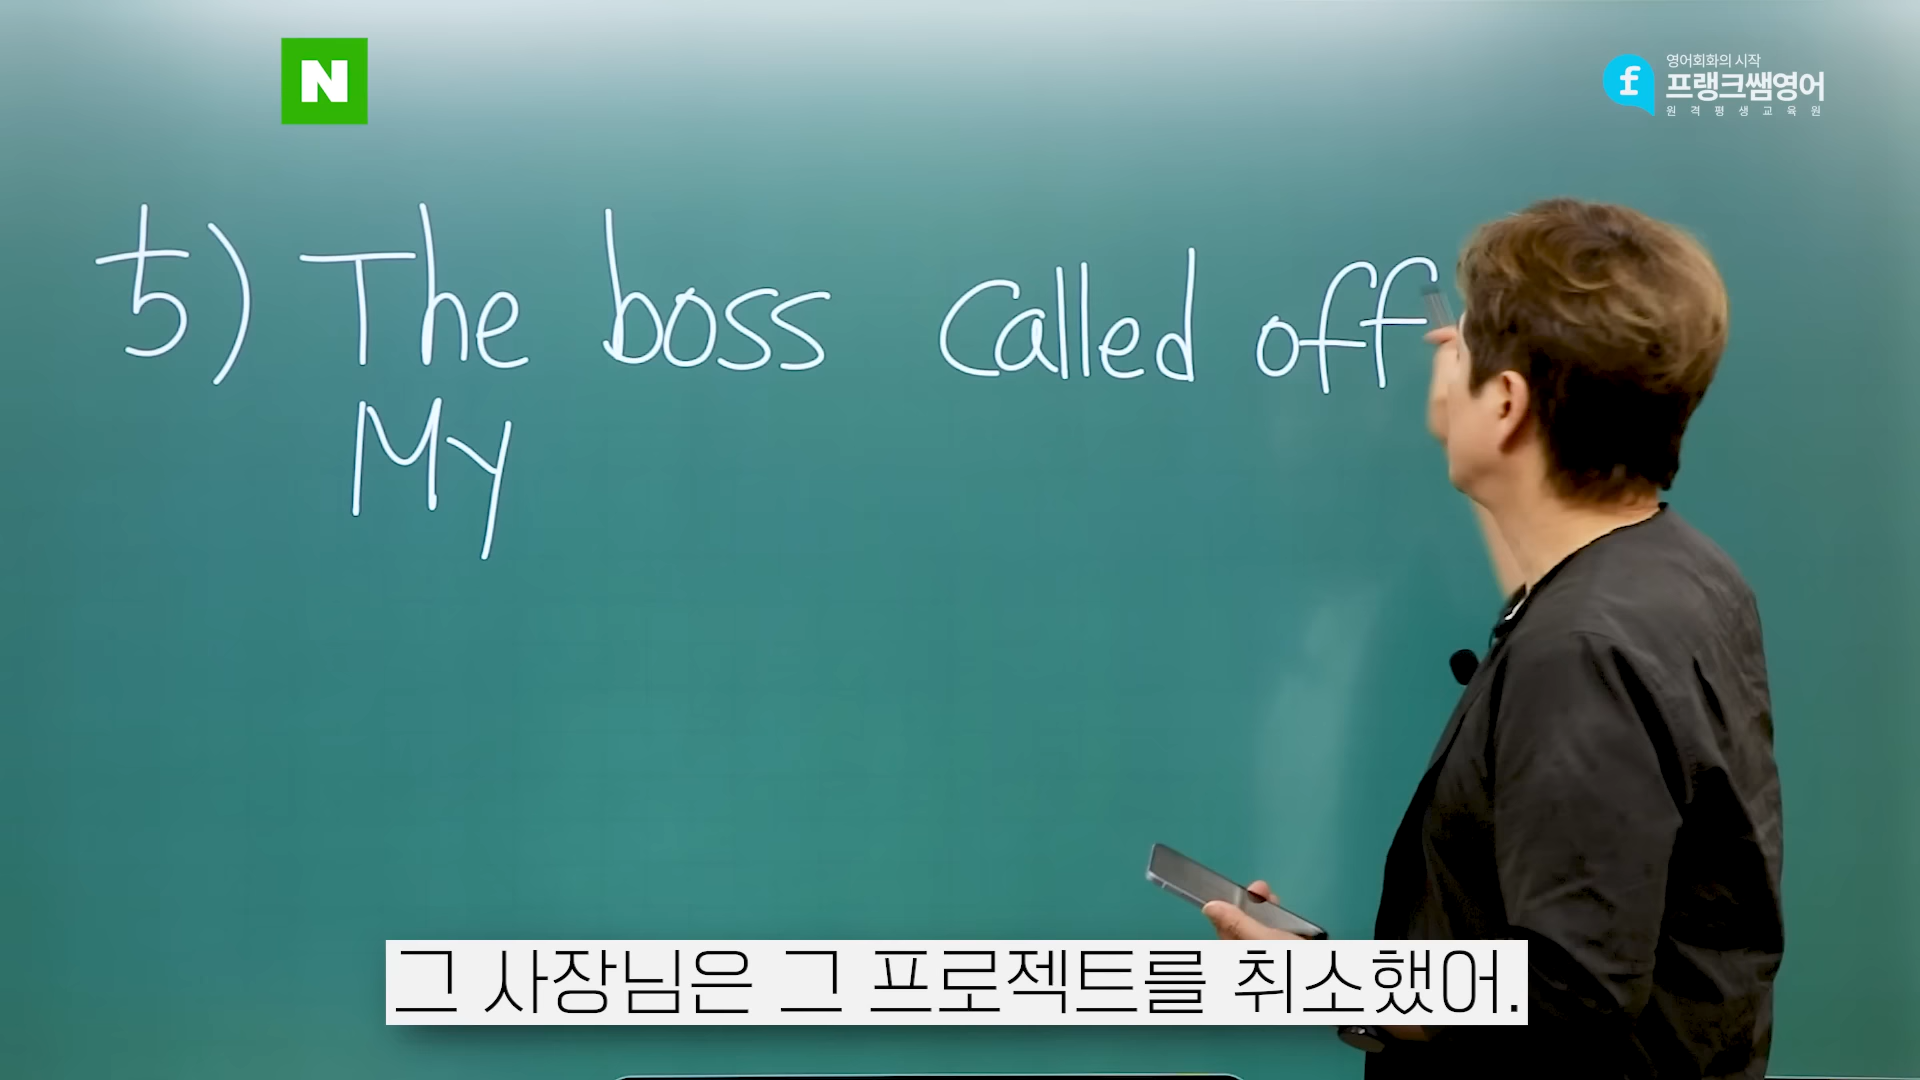 N
영어회화의 시작
프랭크쌤영어
원격평생교육원
5) The boss called off
My
그 사장님은 그 프로젝트를 취소했어.